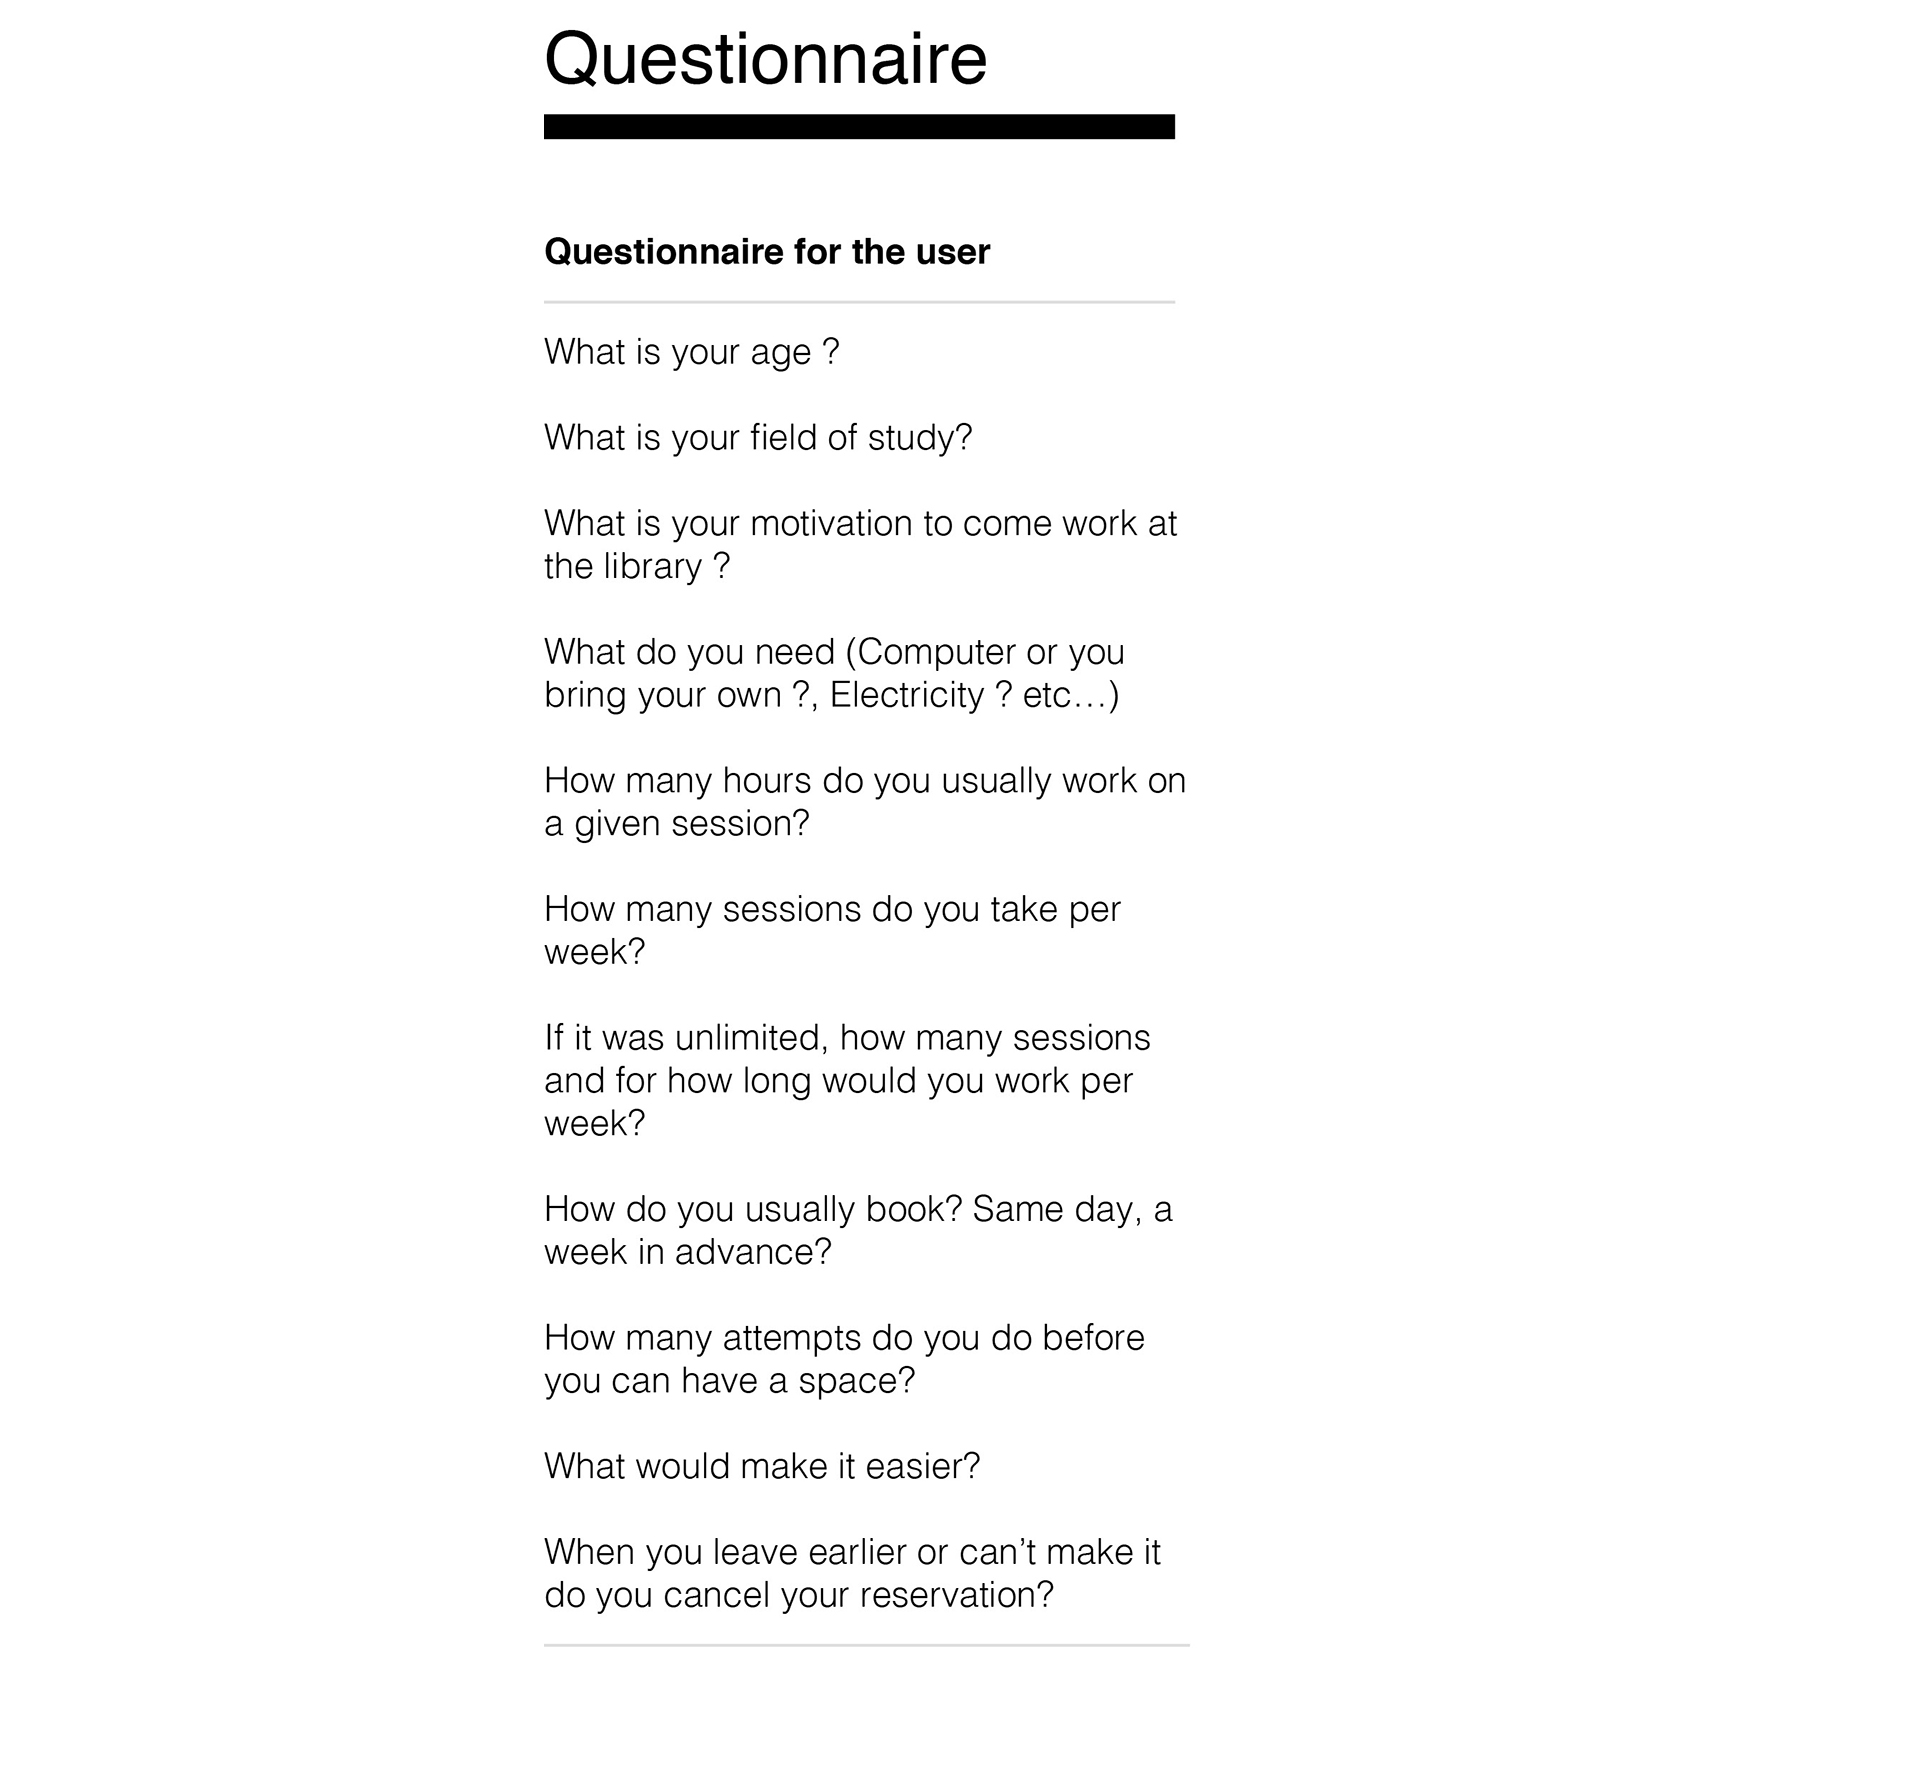 Questionnaire
Questionnaire for the user
What is your age ?
What is your field of study?
What is your motivation to come work at
the library ?
What do you need (Computer or you
bring your own ?, Electricity ? etc…)
How many hours do you usually work on
a given session?
How many sessions do you take per
week?
If it was unlimited, how many sessions
and for how long would you work per
week?
How do you usually book? Same day, a
week in advance?
How many attempts do you do before
you can have a space?
What would make it easier?
When you leave earlier or can’t make it
do you cancel your reservation?